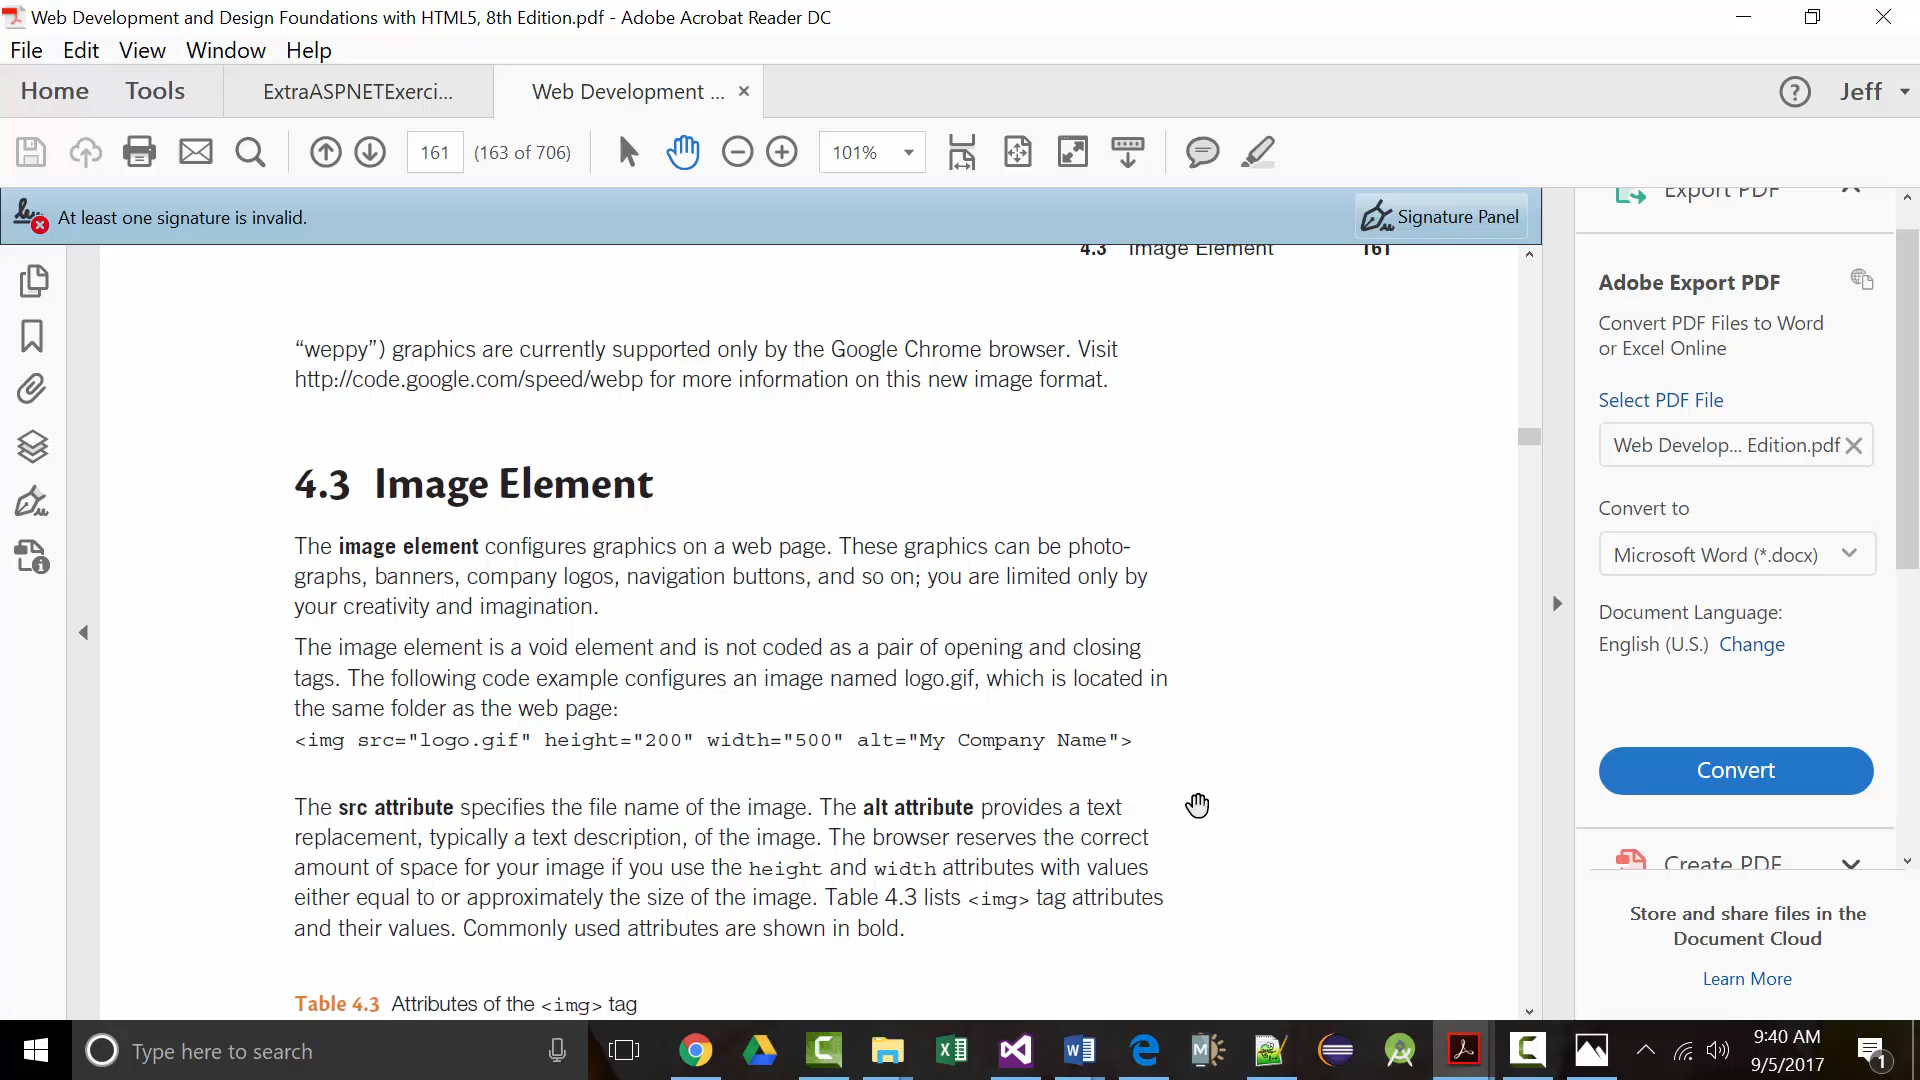 Web Development and Design Foundations with HTML5, 8th Edition.pdf - Adobe Acrobat Reader DC
File Edit View Window Help
Home Tools ExtraASPNETExerci... Web Development ... × ? Jeff
161 (163 of 706) 101%
At least one signature is invalid. Signature Panel
4.3 Image Element 161
“weppy”) graphics are currently supported only by the Google Chrome browser. Visit
http://code.google.com/speed/webp for more information on this new image format.
4.3 Image Element
The image element configures graphics on a web page. These graphics can be photo-
graphs, banners, company logos, navigation buttons, and so on; you are limited only by
your creativity and imagination.
The image element is a void element and is not coded as a pair of opening and closing
tags. The following code example configures an image named logo.gif, which is located in
the same folder as the web page:
<img src="logo.gif" height="200" width="500" alt="My Company Name">
The src attribute specifies the file name of the image. The alt attribute provides a text
replacement, typically a text description, of the image. The browser reserves the correct
amount of space for your image if you use the height and width attributes with values
either equal to or approximately the size of the image. Table 4.3 lists <img> tag attributes
and their values. Commonly used attributes are shown in bold.
Table 4.3 Attributes of the <img> tag
Export PDF
Adobe Export PDF
Convert PDF Files to Word
or Excel Online
Select PDF File
Web Develop... Edition.pdf
Convert to
Microsoft Word (*.docx)
Document Language:
English (U.S.) Change
Convert
Create PDF
Store and share files in the
Document Cloud
Learn More
Type here to search
9:40 AM
9/5/2017
1